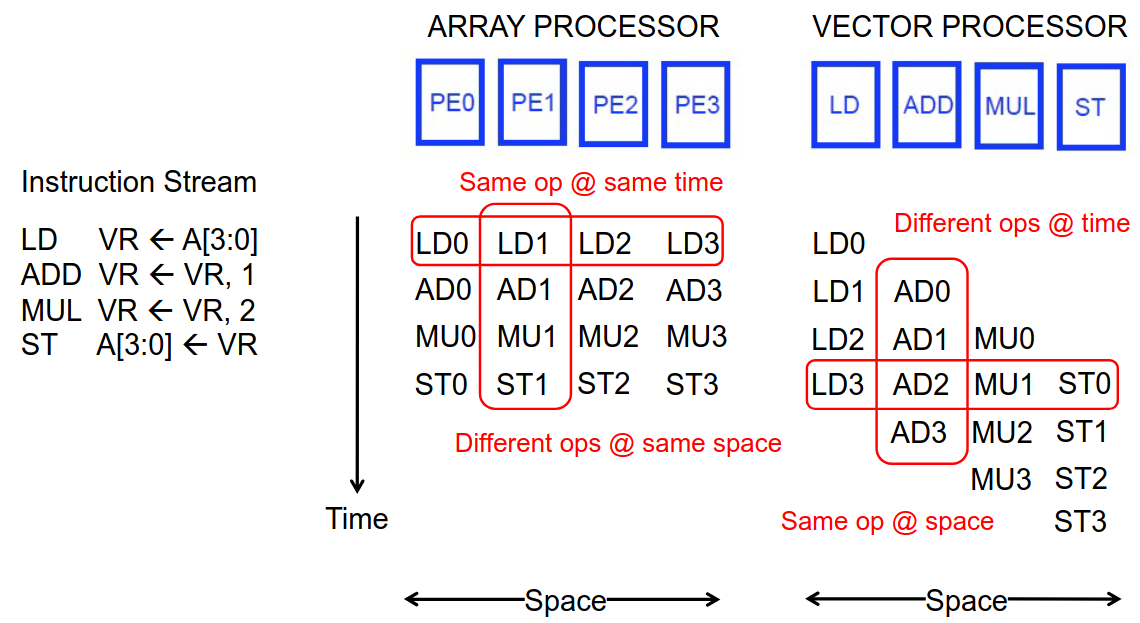 ARRAY PROCESSOR
VECTOR PROCESSOR
PE0 PE1 PE2 PE3
LD ADD MUL ST
Instruction Stream
LD VR ← A[3:0]
ADD VR ← VR, 1
MUL VR ← VR, 2
ST A[3:0] ← VR
Time
Same op @ same time
LD0 LD1 LD2 LD3
AD0 AD1 AD2 AD3
MU0 MU1 MU2 MU3
ST0 ST1 ST2 ST3
Different ops @ same space
Space
Different ops @ time
LD0
LD1 AD0
LD2 AD1 MU0
LD3 AD2 MU1 ST0
AD3 MU2 ST1
MU3 ST2
ST3
Same op @ space
Space